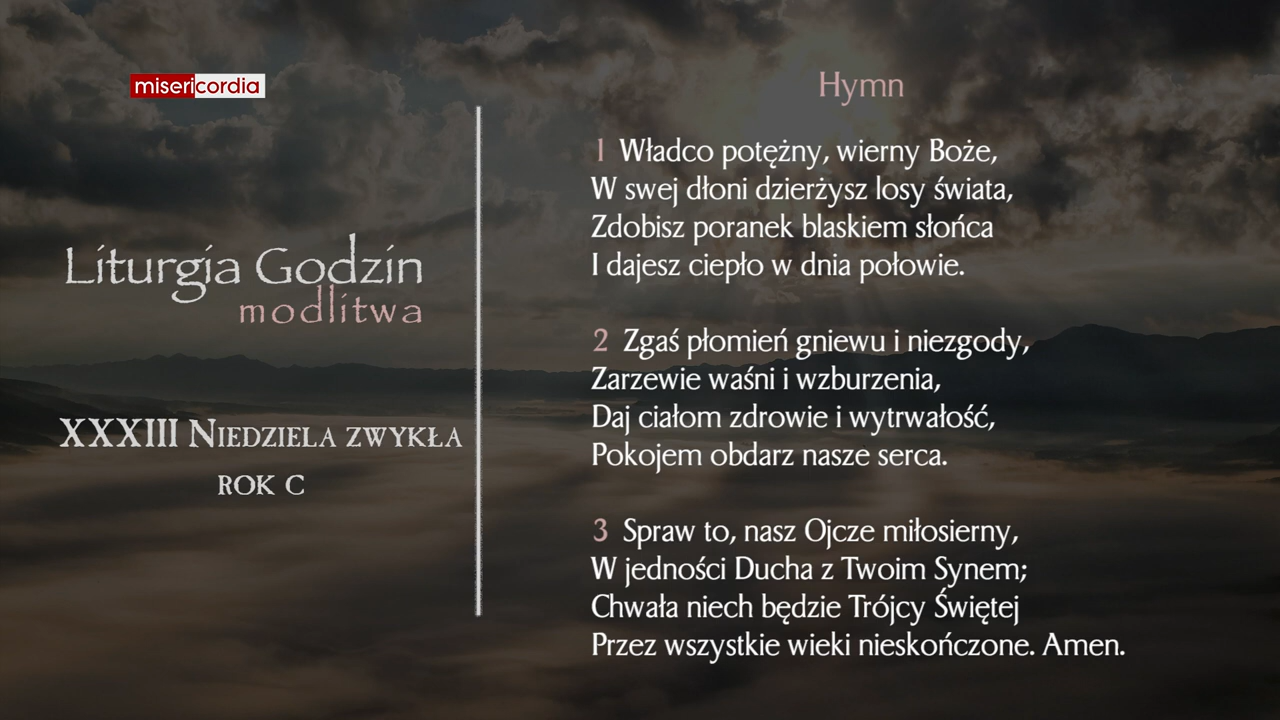 misericordia
Liturgia Godzin
modlitwa
XXXIII Niedziela zwykła
rok C
Hymn
1 Władco potężny, wierny Boże,
W swej dłoni dzierżysz losy świata,
Zdobisz poranek blaskiem słońca
I dajesz ciepło w dnia połowie.
2 Zgaś płomień gniewu i niezgody,
Zarzewie waśni i wzburzenia,
Daj ciałom zdrowie i wytrwałość,
Pokojem obdarz nasze serca.
3 Spraw to, nasz Ojcze miłosierny,
W jedności Ducha z Twoim Synem;
Chwała niech będzie Trójcy Świętej
Przez wszystkie wieki nieskończone. Amen.